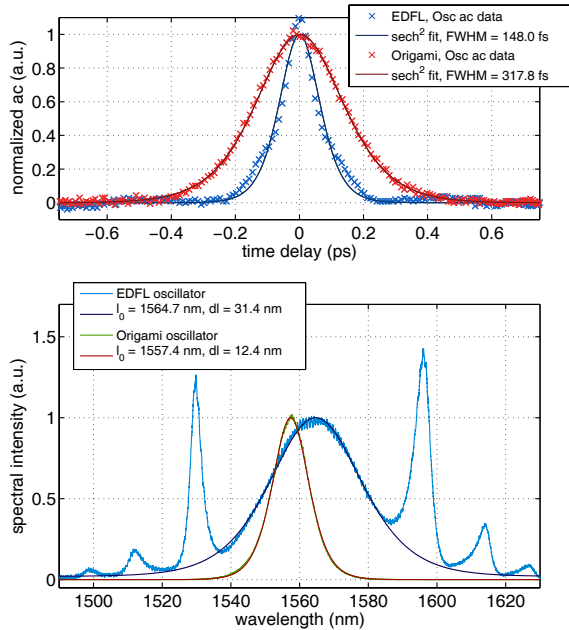 EDFL, Osc ac data
sech² fit, FWHM = 148.0 fs
Origami, Osc ac data
sech² fit, FWHM = 317.8 fs
normalized ac (a.u.)
1
0.8
0.6
0.4
0.2
0
−0.6 −0.4 −0.2 0 0.2 0.4 0.6
time delay (ps)
EDFL oscillator
l₀ = 1564.7 nm, dl = 31.4 nm
Origami oscillator
l₀ = 1557.4 nm, dl = 12.4 nm
spectral intensity (a.u.)
1.5
1
0.5
0
1500 1520 1540 1560 1580 1600 1620
wavelength (nm)